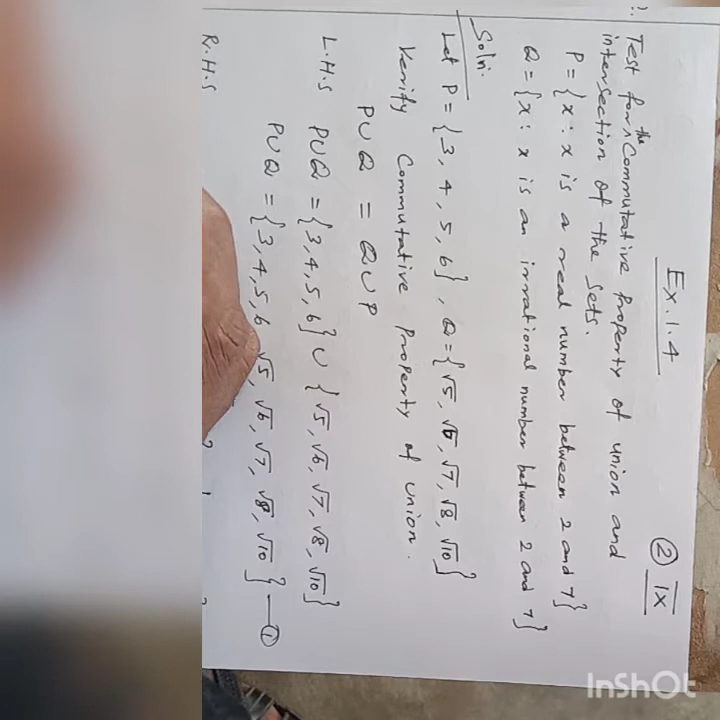 Ex. 1.4
② IX
2. Test for the Commutative Property of union and
intersection of the sets.
P = {x : x is a real number between 2 and 7}
Q = {x : x is an irrational number between 2 and 7}
Soln:
Let P = {3, 4, 5, 6}, Q = {√5, √6, √7, √8, √10}
Verify Commutative Property of union.
P∪Q = Q∪P
L.H.S P∪Q = {3, 4, 5, 6} ∪ {√5, √6, √7, √8, √10}
P∪Q = {3, 4, 5, 6 √5, √6, √7, √8, √10} — ①
R.H.S
InShOt